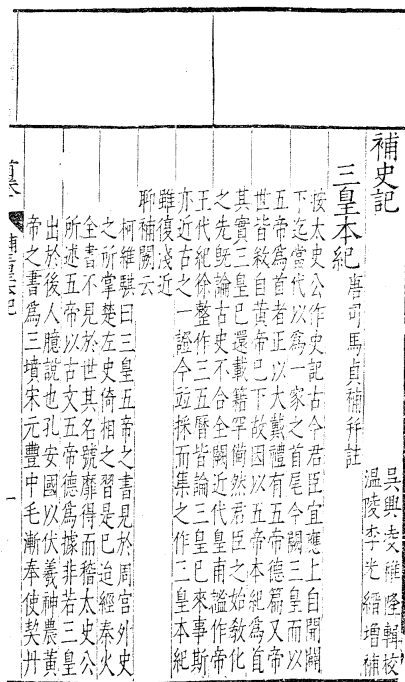 補史記
吳興凌稚隆輯校
溫陵李光縉增補
三皇本紀
唐司馬貞補幷註
按太史公作史記古今君臣宜應上自開闢
下迄當代以爲一家之首尾今闕三皇而以
五帝爲首者正以大戴禮有五帝德篇又帝
世皆敘自黃帝已下故因以五帝本紀爲首
其實三皇已還載籍罕備然君臣之始敎化
之先旣論古史不合全闕近代皇甫謐作帝
王代紀徐整作三五曆皆論三皇已來事斯
亦近古之一證今並採而集之作三皇本紀
雖復淺近
聊補闕云
柯維騏曰三皇五帝之書見於周官外史
之所掌楚左史倚相之習是已迨經秦火
全書不見於世其名號靡得而稽太史公
所述五帝以古文五帝德爲據非若三皇
出於後人臆說也孔安國以伏羲神農黃
帝之書爲三墳宋元豐中毛漸奉使契丹
一